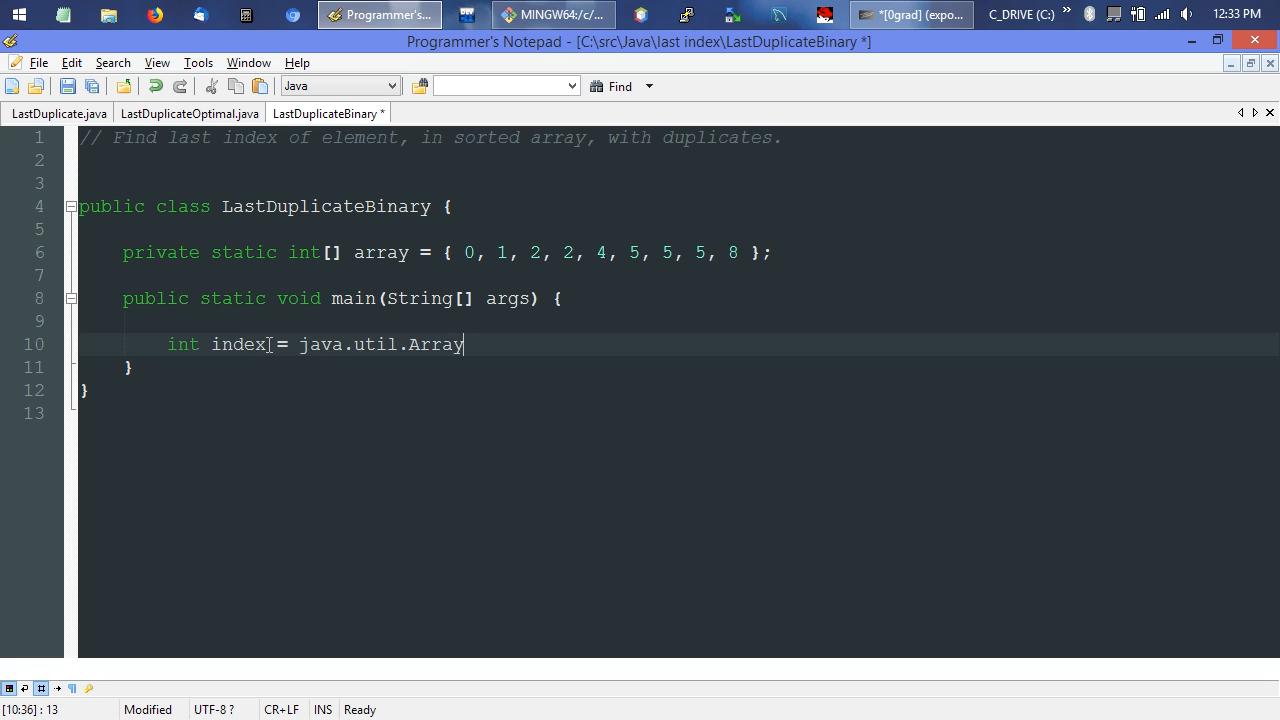 Programmer's... MINGW64:/c/... *[0grad] (expo... C_DRIVE (C:) » 12:33 PM
Programmer's Notepad - [C:\src\Java\last index\LastDuplicateBinary *]
File Edit Search View Tools Window Help
Java Find
LastDuplicate.java LastDuplicateOptimal.java LastDuplicateBinary *
1 // Find last index of element, in sorted array, with duplicates.
2
3
4 public class LastDuplicateBinary {
5
6 private static int[] array = { 0, 1, 2, 2, 4, 5, 5, 5, 8 };
7
8 public static void main(String[] args) {
9
10 int index = java.util.Array
11 }
12 }
13
[10:36] : 13 Modified UTF-8 ? CR+LF INS Ready